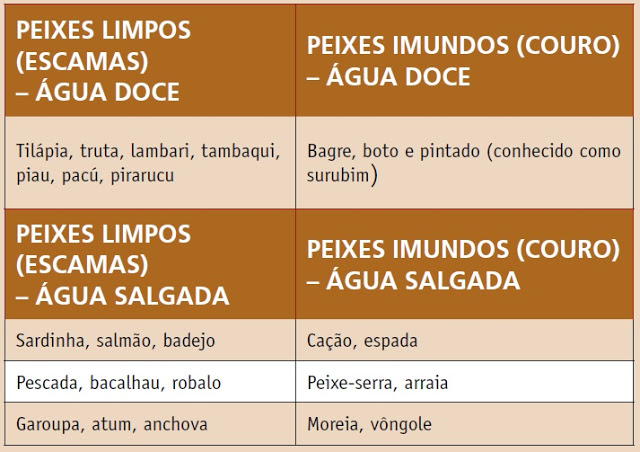 PEIXES LIMPOS
(ESCAMAS)
– ÁGUA DOCE
PEIXES IMUNDOS (COURO)
– ÁGUA DOCE
Tilápia, truta, lambari, tambaqui,
piau, pacú, pirarucu
Bagre, boto e pintado (conhecido como
surubim)
PEIXES LIMPOS
(ESCAMAS)
– ÁGUA SALGADA
PEIXES IMUNDOS (COURO)
– ÁGUA SALGADA
Sardinha, salmão, badejo
Cação, espada
Pescada, bacalhau, robalo
Peixe-serra, arraia
Garoupa, atum, anchova
Moreia, vôngole